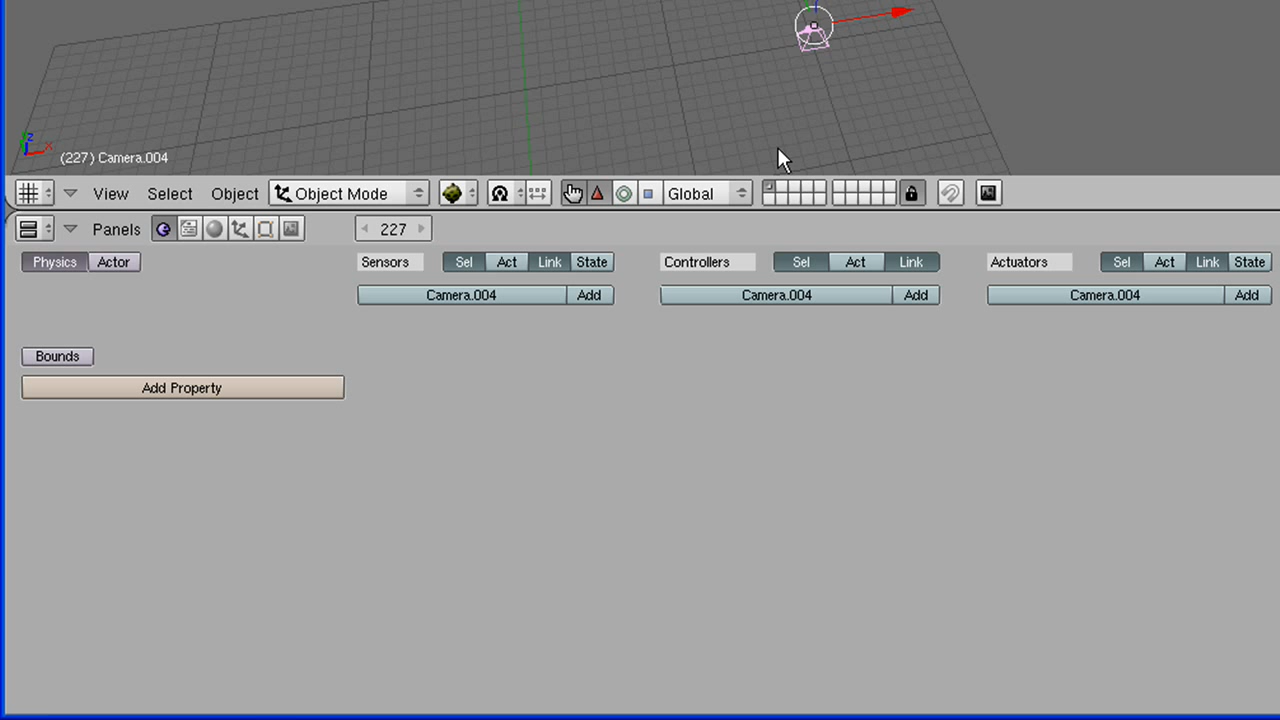 z
x
(227) Camera.004
View Select Object Object Mode Global
Panels 227
Physics Actor Sensors Sel Act Link State Controllers Sel Act Link Actuators Sel Act Link State
Camera.004 Add Camera.004 Add Camera.004 Add
Bounds
Add Property